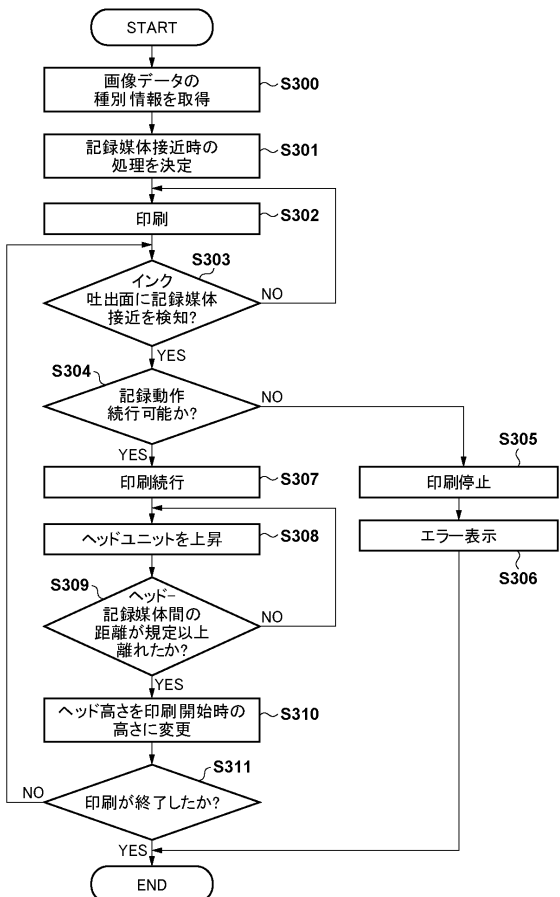 START
画像データの
種別情報を取得
S300
記録媒体接近時の
処理を決定
S301
印刷
S302
S303
インク
吐出面に記録媒体
接近を検知?
NO
YES
S304
記録動作
続行可能か?
NO
YES
S305
印刷停止
印刷続行
S307
エラー表示
S306
ヘッドユニットを上昇
S308
S309
ヘッド-
記録媒体間の
距離が規定以上
離れたか?
NO
YES
ヘッド高さを印刷開始時の
高さに変更
S310
S311
印刷が終了したか?
NO
YES
END